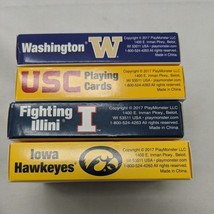 Washington
W
Copyright © 2017 PlayMonster LLC
1400 E. Inman Pkwy., Beloit,
WI 53511 USA • playmonster.com
1-800-524-4263 All rights reserved.
Made in China.
USC
Playing
Cards
Copyright © 2017 PlayMonster LLC
1400 E. Inman Pkwy., Beloit,
WI 53511 USA • playmonster.com
1-800-524-4263 All rights reserved.
Made in China.
Fighting
Illini
I
Copyright © 2017 PlayMonster LLC
1400 E. Inman Pkwy., Beloit,
WI 53511 USA • playmonster.com
1-800-524-4263 All rights reserved.
Made in China.
Iowa
Hawkeyes
Copyright © 2017 PlayMonster LLC
1400 E. Inman Pkwy., Beloit,
WI 53511 USA • playmonster.com
1-800-524-4263 All rights reserved.
Made in China.